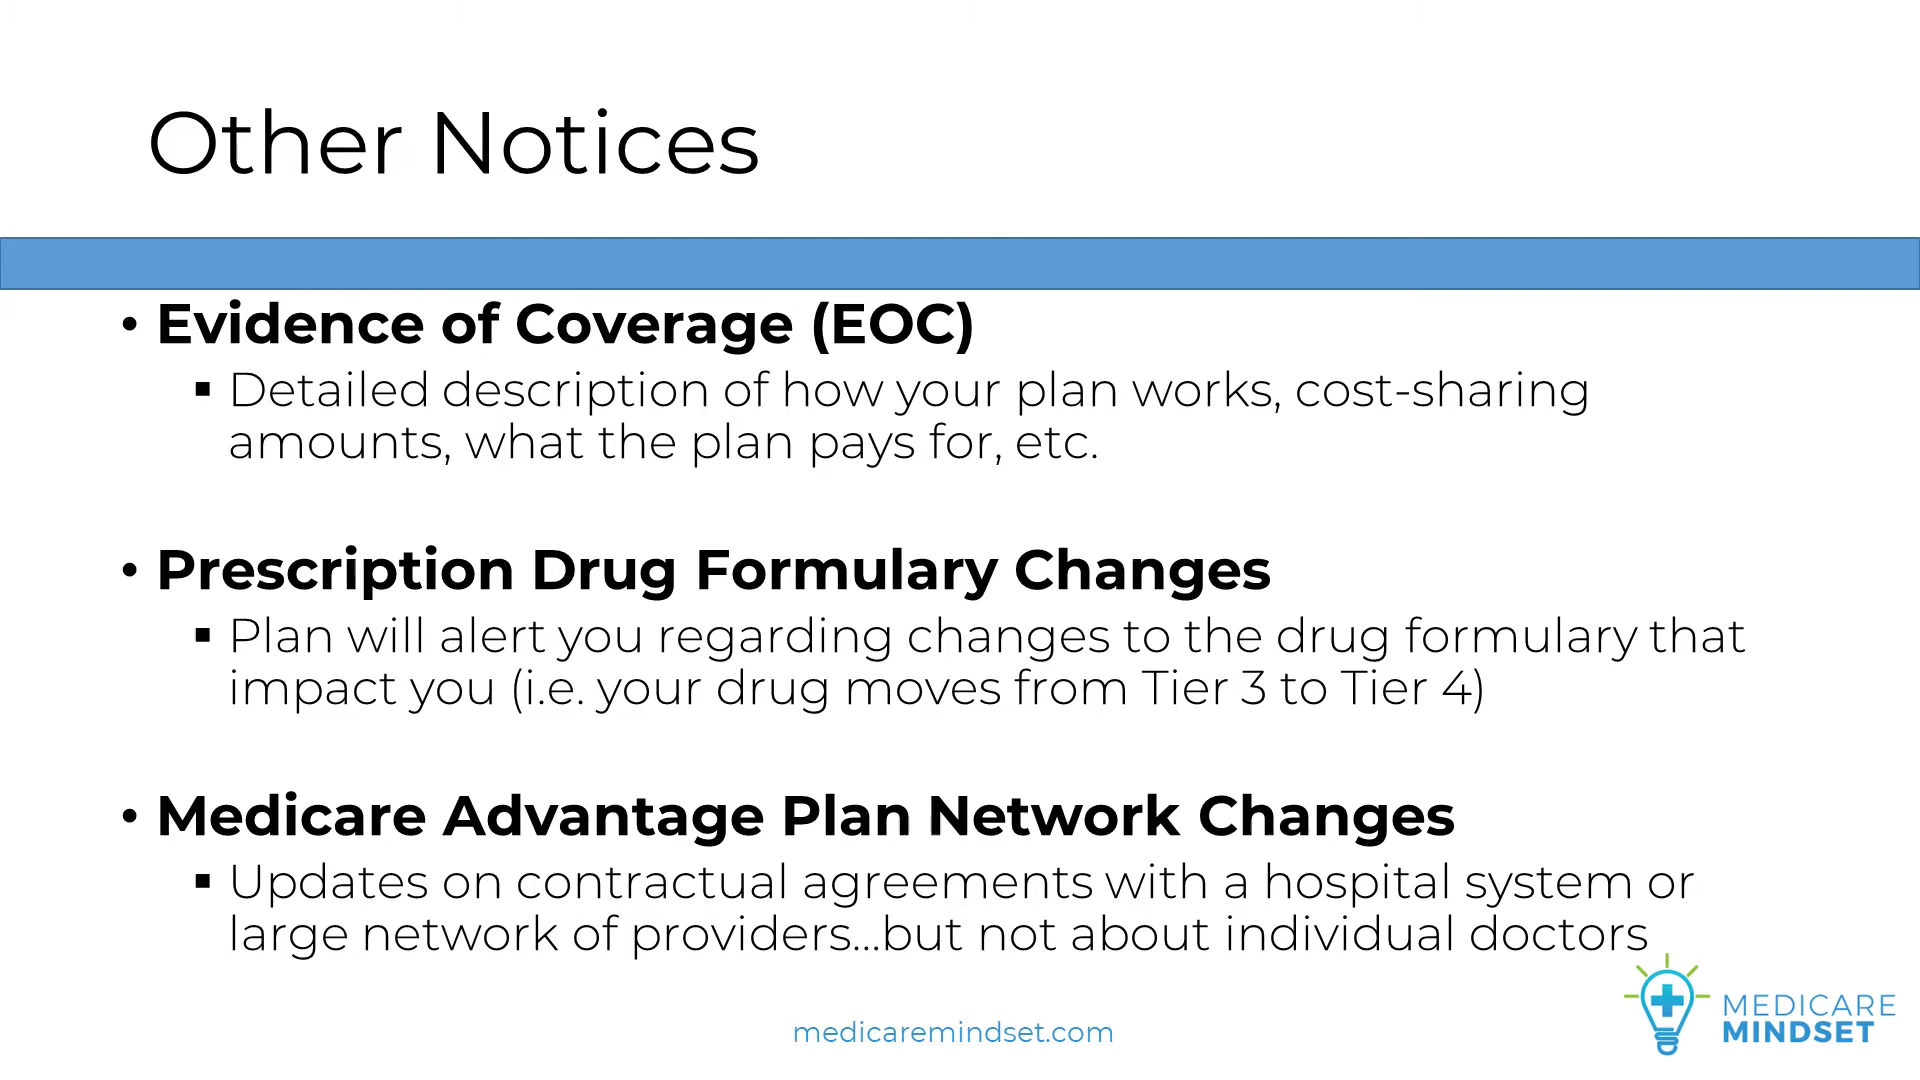 Other Notices
• Evidence of Coverage (EOC)
▪ Detailed description of how your plan works, cost-sharing
amounts, what the plan pays for, etc.
• Prescription Drug Formulary Changes
▪ Plan will alert you regarding changes to the drug formulary that
impact you (i.e. your drug moves from Tier 3 to Tier 4)
• Medicare Advantage Plan Network Changes
▪ Updates on contractual agreements with a hospital system or
large network of providers...but not about individual doctors
medicaremindset.com
MEDICARE
MINDSET